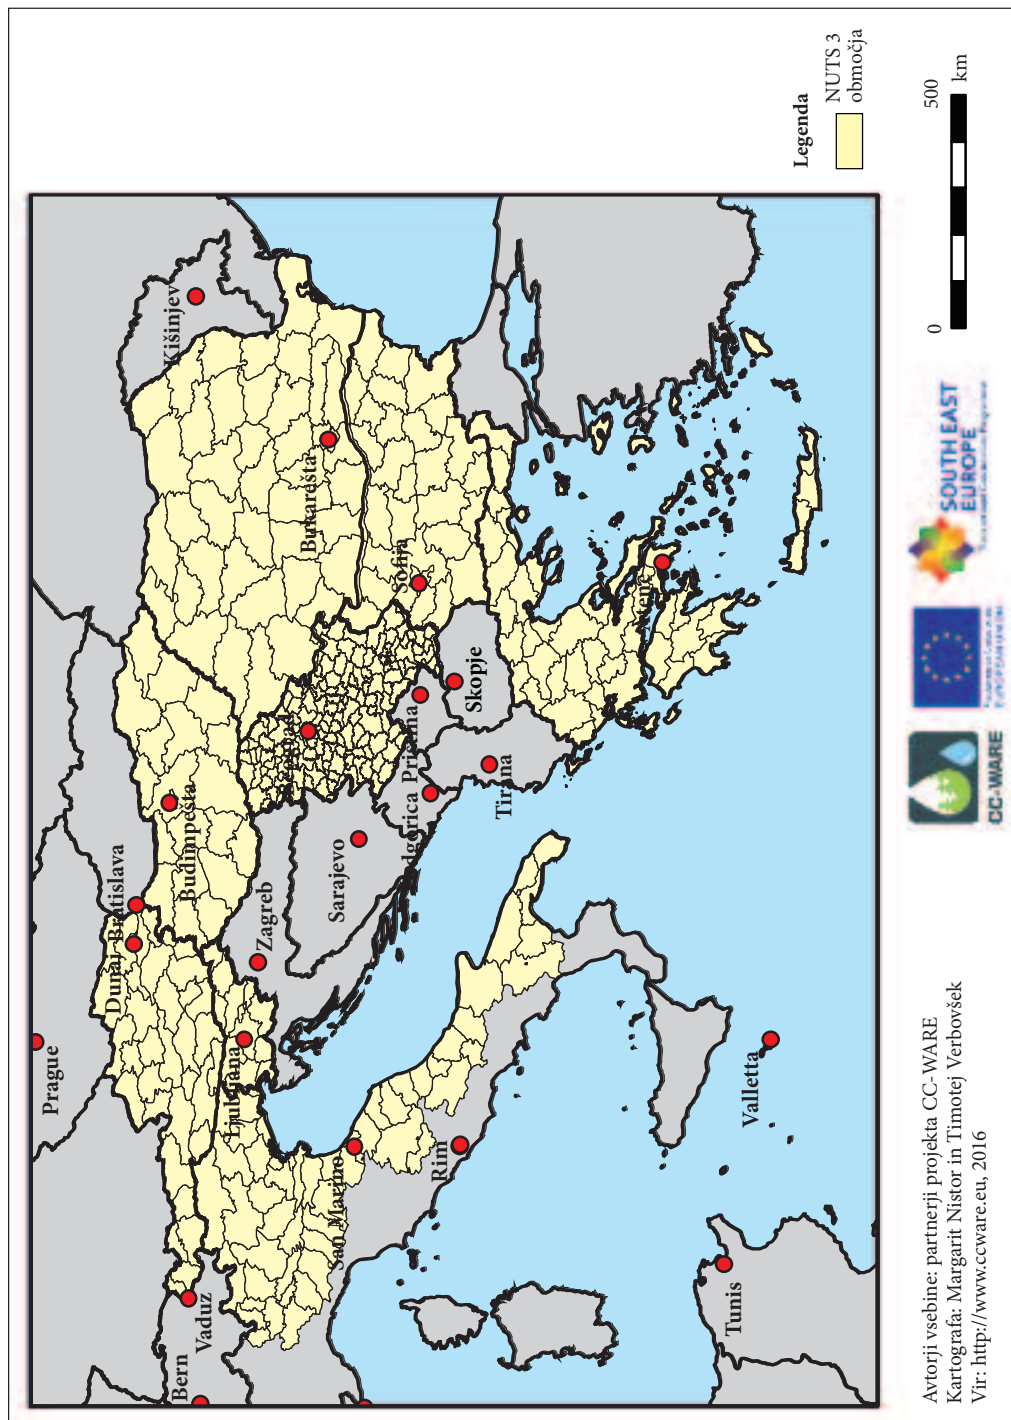 Prague
Kišinjev
Dunaj
Bratislava
Bern
Vaduz
Budimpešta
Ljubljana
Zagreb
Beograd
Bukarešta
San Marino
Sarajevo
Sofija
Podgorica
Priština
Rim
Skopje
Tirana
Atene
Tunis
Valletta
Legenda
NUTS 3
območja
0
500
km
Avtorji vsebine: partnerji projekta CC-WARE
Kartografa: Margarit Nistor in Timotej Verbovšek
Vir: http://www.ccware.eu, 2016
CC-WARE
SOUTH EAST
EUROPE